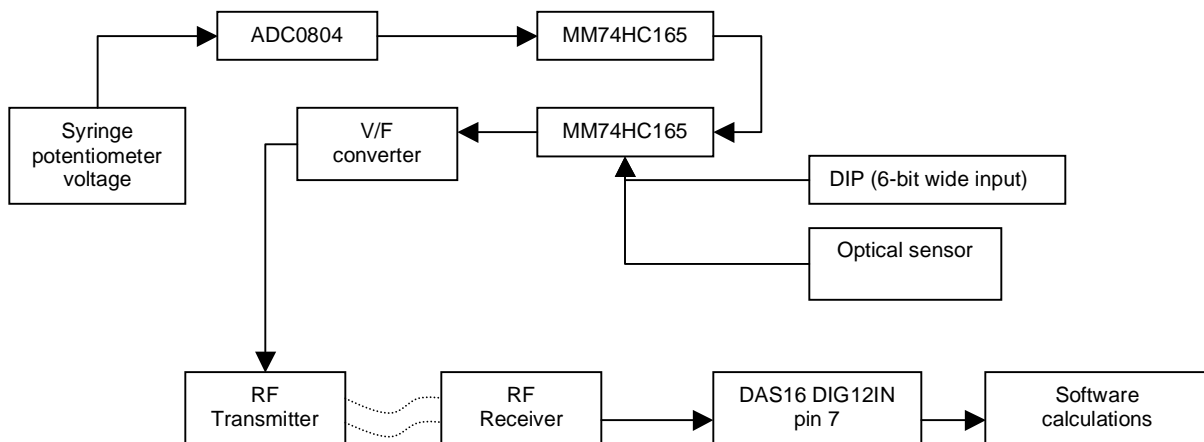 ADC0804
MM74HC165
Syringe
potentiometer
voltage
V/F
converter
MM74HC165
DIP (6-bit wide input)
Optical sensor
RF
Transmitter
RF
Receiver
DAS16 DIG12IN
pin 7
Software
calculations